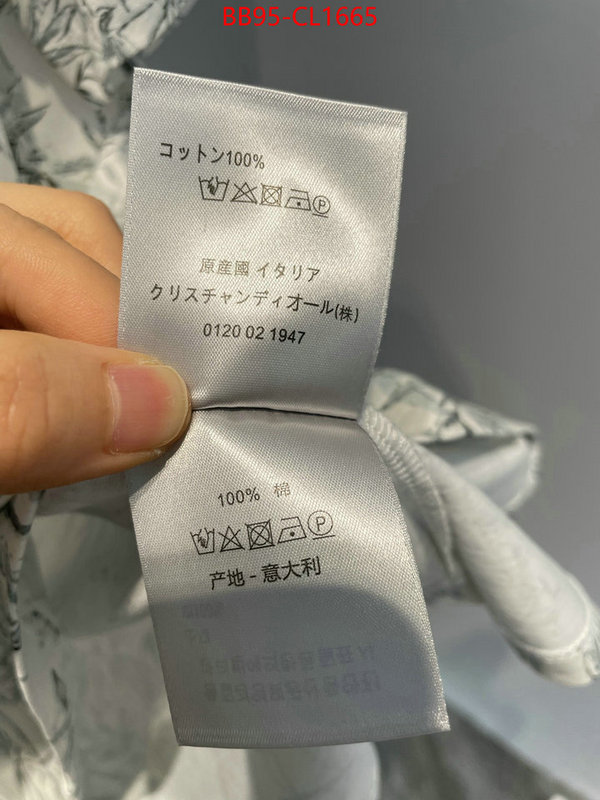 BB95-CL1665
コットン100%
原産國 イタリア
クリスチャンディオール(株)
0120 02 1947
100% 棉
产地 - 意大利